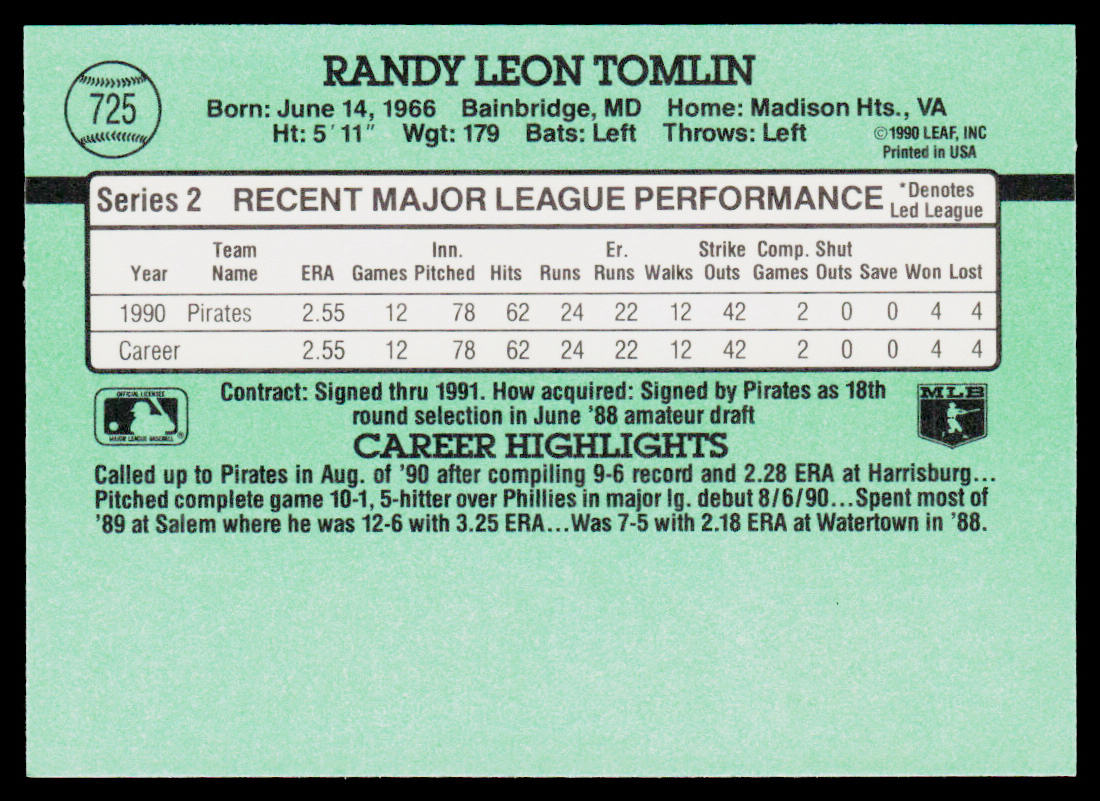 RANDY LEON TOMLIN
725
Born: June 14, 1966 Bainbridge, MD Home: Madison Hts., VA
Ht: 5' 11" Wgt: 179 Bats: Left Throws: Left
©1990 LEAF, INC
Printed in USA
Series 2 RECENT MAJOR LEAGUE PERFORMANCE
*Denotes
Led League
Team Inn. Er. Strike Comp. Shut
Year Name ERA Games Pitched Hits Runs Runs Walks Outs Games Outs Save Won Lost
1990 Pirates 2.55 12 78 62 24 22 12 42 2 0 0 4 4
Career 2.55 12 78 62 24 22 12 42 2 0 0 4 4
OFFICIAL LICENSEE
MAJOR LEAGUE BASEBALL
®
Contract: Signed thru 1991. How acquired: Signed by Pirates as 18th
round selection in June '88 amateur draft
MLB
CAREER HIGHLIGHTS
Called up to Pirates in Aug. of '90 after compiling 9-6 record and 2.28 ERA at Harrisburg...
Pitched complete game 10-1, 5-hitter over Phillies in major lg. debut 8/6/90...Spent most of
'89 at Salem where he was 12-6 with 3.25 ERA...Was 7-5 with 2.18 ERA at Watertown in '88.